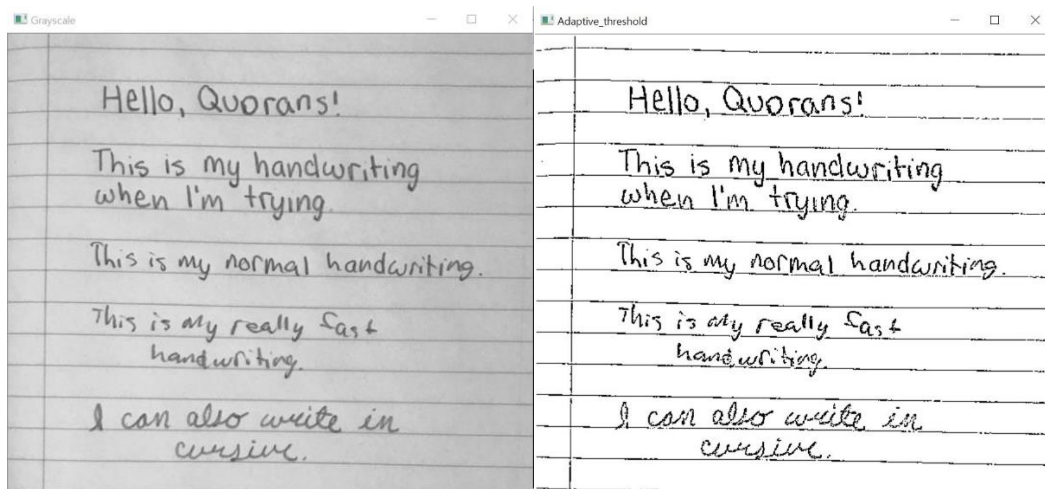 Grayscale
Hello, Quorans!
This is my handwriting
when I'm trying.
This is my normal handwriting.
This is my really fast
handwriting.
I can also write in
cursive.
Adaptive_threshold
Hello, Quorans!
This is my handwriting
when I'm trying.
This is my normal handwriting.
This is my really fast
handwriting.
I can also write in
cursive.